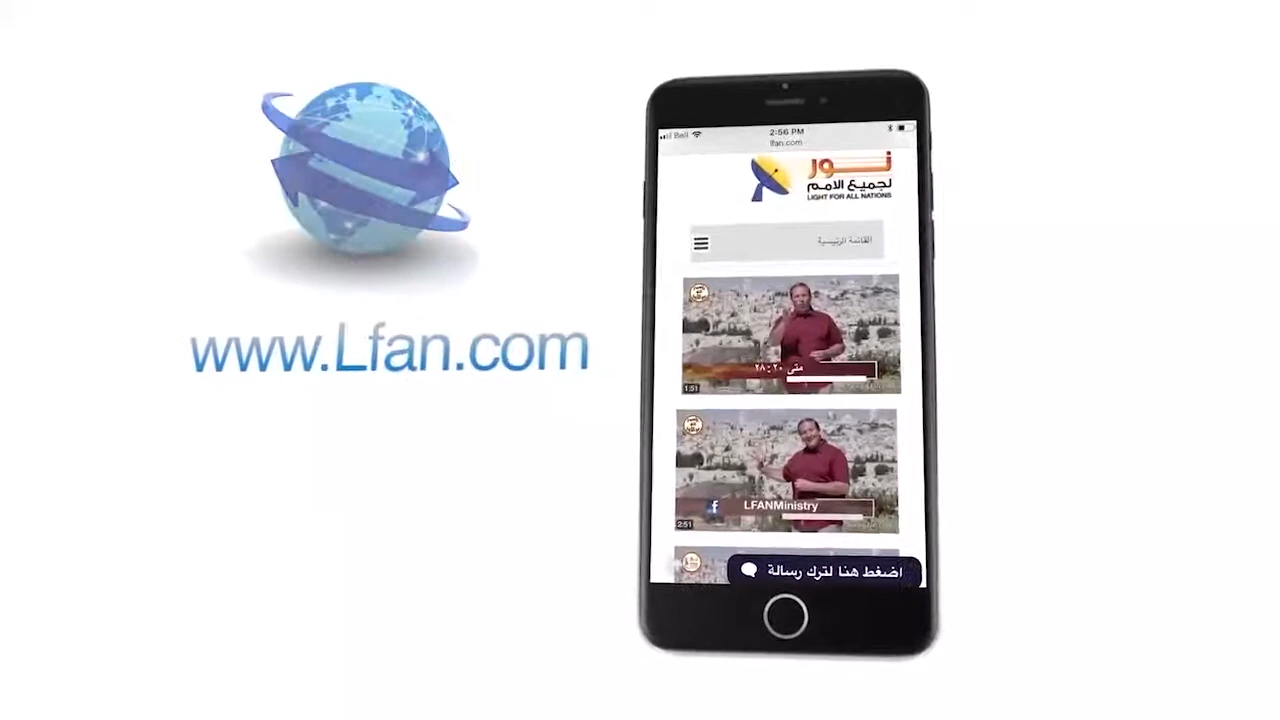 www.Lfan.com
Bell
2:56 PM
lfan.com
نور
لجميع الامم
LIGHT FOR ALL NATIONS
القائمة الرئيسية
متى ٢٠ : ٢٨
1:51
LFANMinistry
2:51
اضغط هنا لترك رسالة